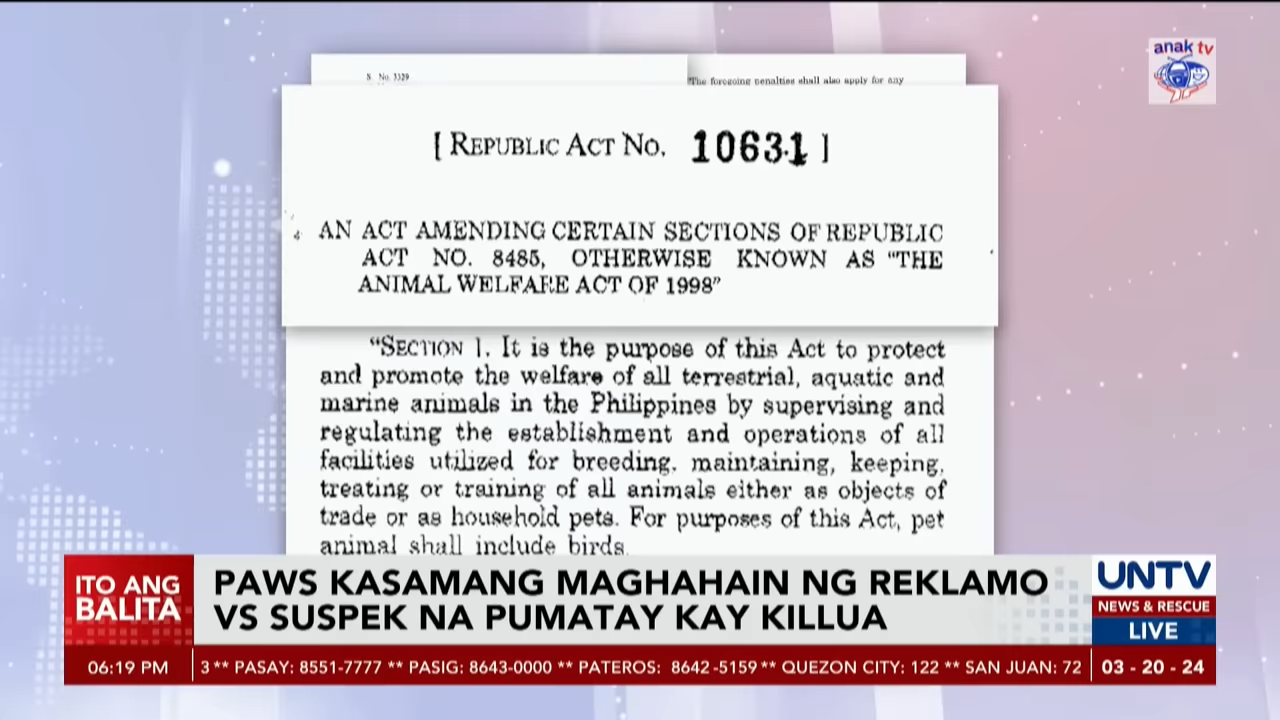 anak tv
S. No. 3329
"The foregoing penalties shall also apply for any
[ REPUBLIC ACT NO. 10631 ]
AN ACT AMENDING CERTAIN SECTIONS OF REPUBLIC
ACT NO. 8485, OTHERWISE KNOWN AS "THE
ANIMAL WELFARE ACT OF 1998"
"SECTION 1. It is the purpose of this Act to protect
and promote the welfare of all terrestrial, aquatic and
marine animals in the Philippines by supervising and
regulating the establishment and operations of all
facilities utilized for breeding, maintaining, keeping,
treating or training of all animals either as objects of
trade or as household pets. For purposes of this Act, pet
animal shall include birds.
ITO ANG
BALITA
PAWS KASAMANG MAGHAHAIN NG REKLAMO
VS SUSPEK NA PUMATAY KAY KILLUA
UNTV
NEWS & RESCUE
LIVE
06:19 PM
3 ** PASAY: 8551-7777 ** PASIG: 8643-0000 ** PATEROS: 8642-5159 ** QUEZON CITY: 122 ** SAN JUAN: 72
03 - 20 - 24